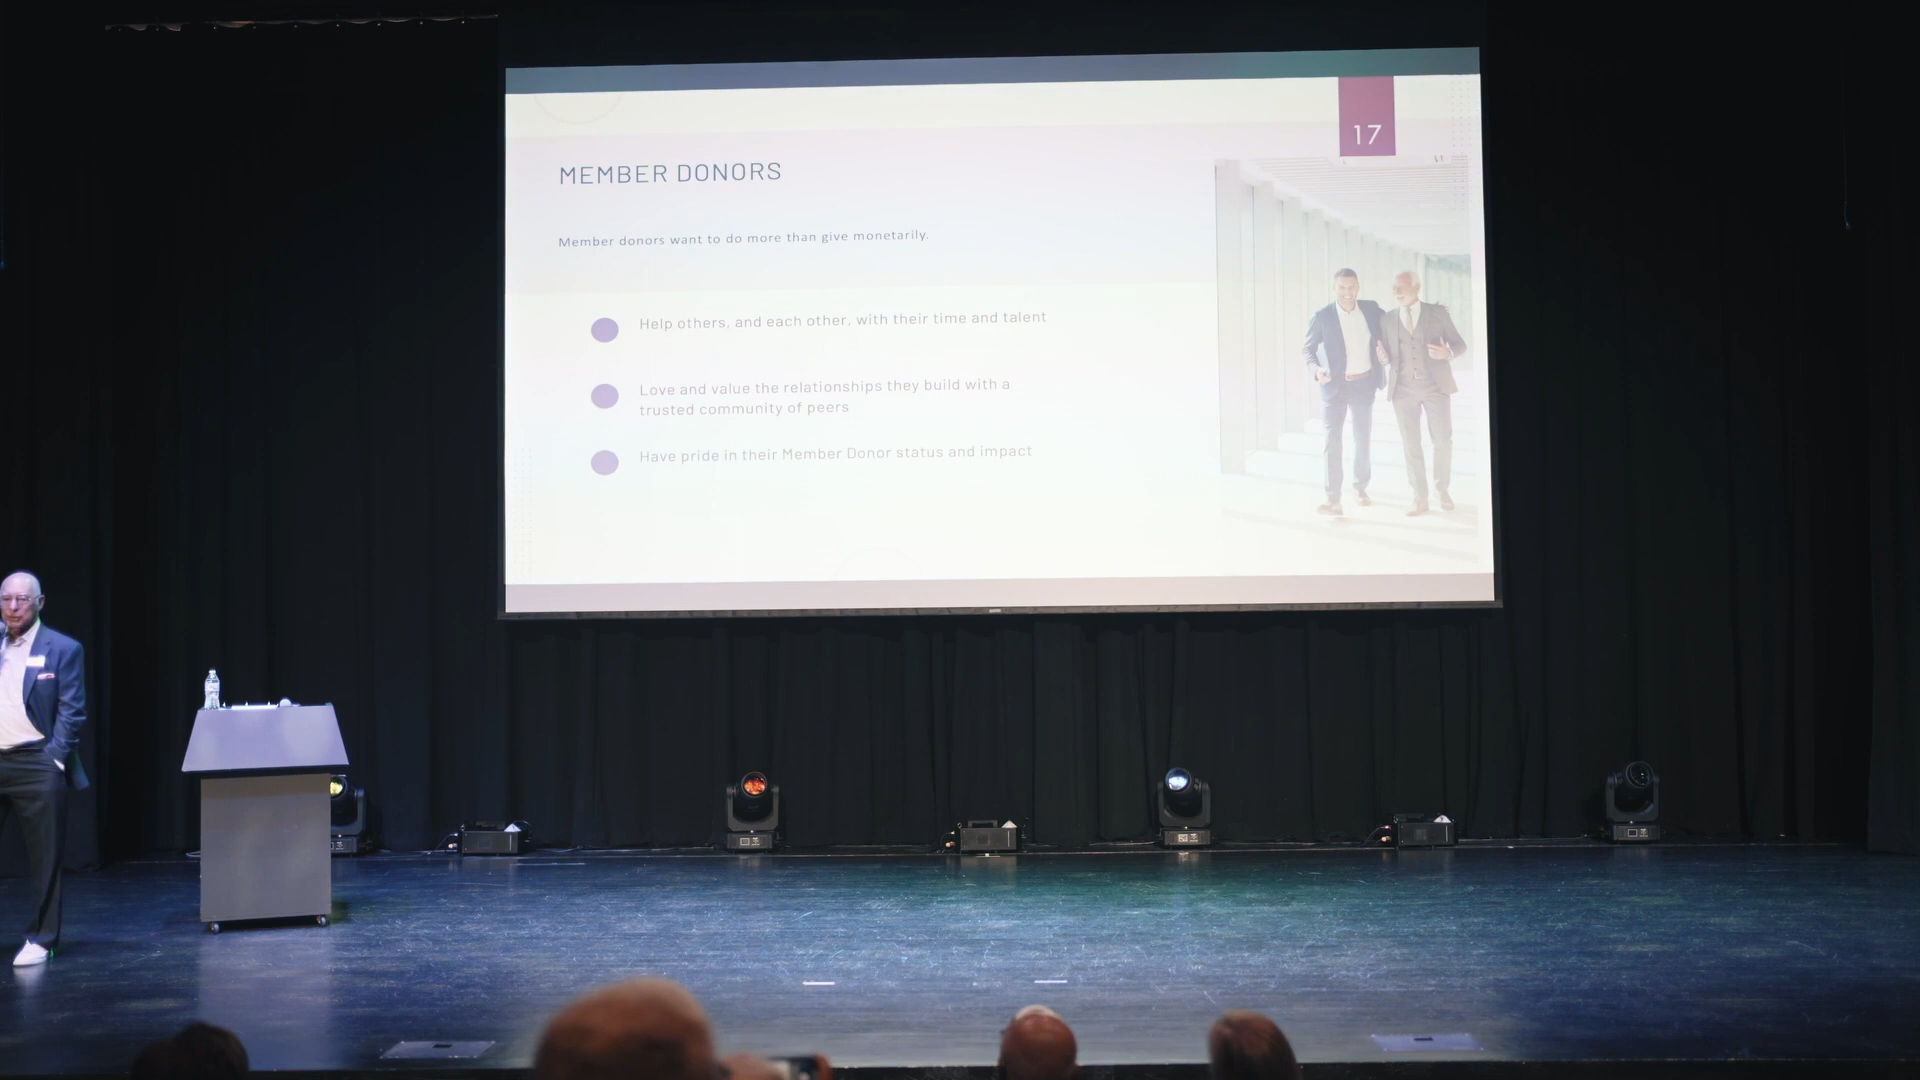 17
MEMBER DONORS
Member donors want to do more than give monetarily.
Help others, and each other, with their time and talent
Love and value the relationships they build with a
trusted community of peers
Have pride in their Member Donor status and impact